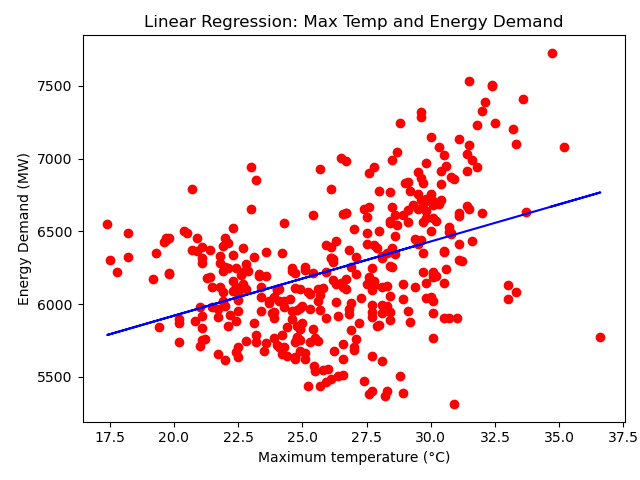 Linear Regression: Max Temp and Energy Demand
Energy Demand (MW)
7500
7000
6500
6000
5500
17.5 20.0 22.5 25.0 27.5 30.0 32.5 35.0 37.5
Maximum temperature (°C)